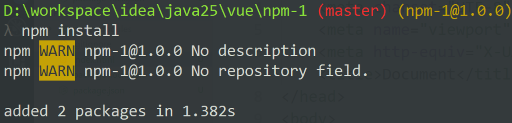 D:\workspace\idea\java25\vue\npm-1 (master) (npm-1@1.0.0)
λ npm install
npm WARN npm-1@1.0.0 No description
npm WARN npm-1@1.0.0 No repository field.
added 2 packages in 1.382s